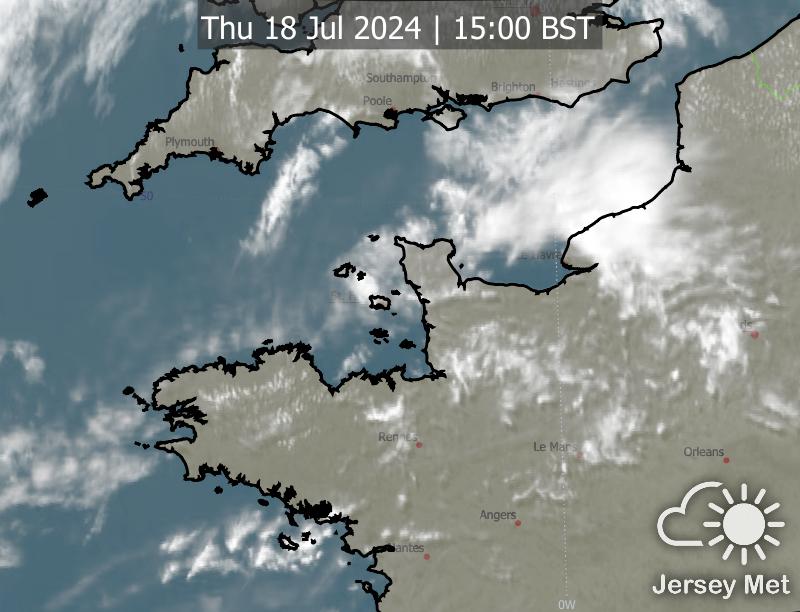 Thu 18 Jul 2024 | 15:00 BST
Southampton
Brighton
Hastings
Poole
Plymouth
50
Le Havre
Rennes
Le Mans
Orleans
Angers
Nantes
Jersey Met
0W